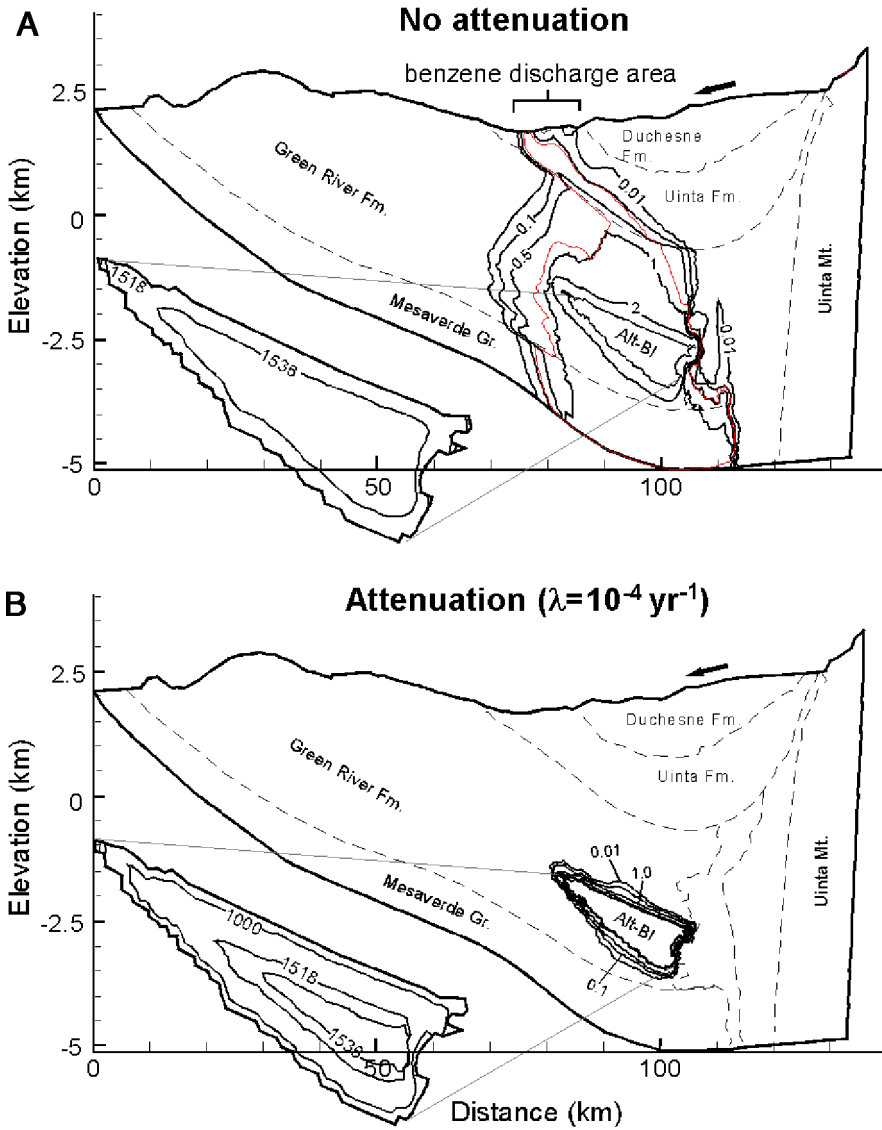 A
No attenuation
benzene discharge area
2.5
0
-2.5
-5
Elevation (km)
Green River Fm.
Mesaverde Gr.
Duchesne
Fm.
Uinta Fm.
Uinta Mt.
0.01
0.1
0.5
1
2
Alt-Bl
0.01
1518
1536
0
50
100
B
Attenuation (λ=10⁻⁴ yr⁻¹)
2.5
0
-2.5
-5
Elevation (km)
Green River Fm.
Mesaverde Gr.
Duchesne Fm.
Uinta Fm.
Uinta Mt.
0.01
1.0
Alt-Bl
0.1
1000
1518
1536
0
50
100
Distance (km)